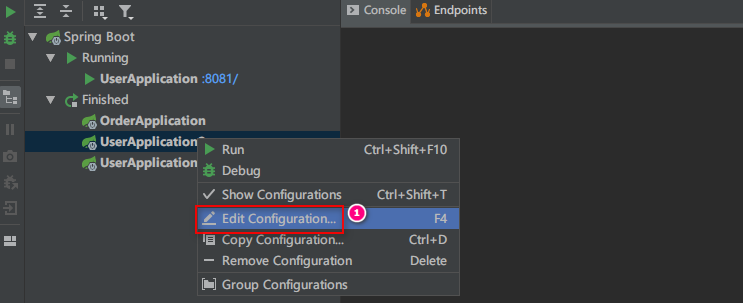 Console Endpoints
Spring Boot
Running
UserApplication :8081/
Finished
OrderApplication
UserApplication
UserApplication
Run Ctrl+Shift+F10
Debug
Show Configurations Ctrl+Shift+T
Edit Configuration... F4
1
Copy Configuration... Ctrl+D
Remove Configuration Delete
Group Configurations